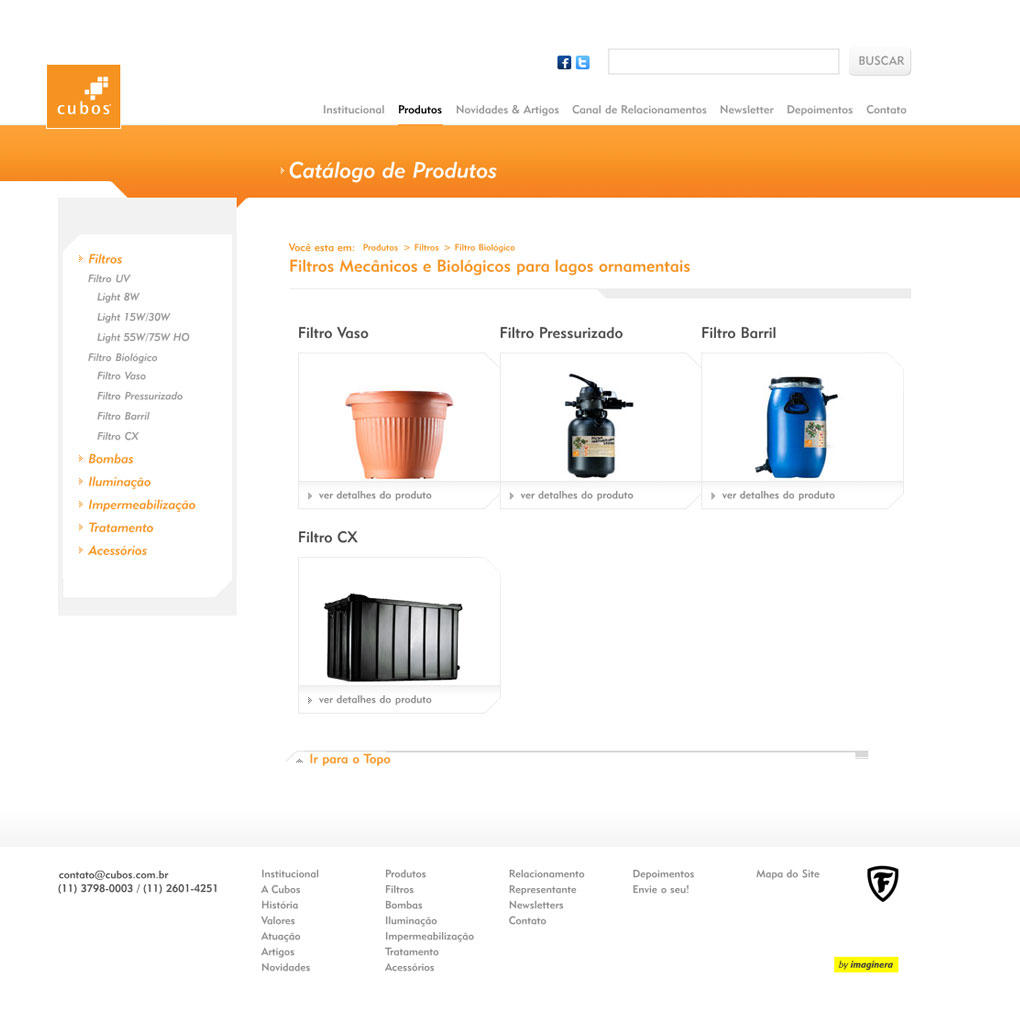 BUSCAR
cubos
Institucional Produtos Novidades & Artigos Canal de Relacionamentos Newsletter Depoimentos Contato
Catálogo de Produtos
Você esta em: Produtos > Filtros > Filtro Biológico
Filtros Mecânicos e Biológicos para lagos ornamentais
Filtros
Filtro UV
Light 8W
Light 15W/30W
Light 55W/75W HO
Filtro Biológico
Filtro Vaso
Filtro Pressurizado
Filtro Barril
Filtro CX
Bombas
Iluminação
Impermeabilização
Tratamento
Acessórios
Filtro Vaso Filtro Pressurizado Filtro Barril
ver detalhes do produto ver detalhes do produto ver detalhes do produto
Filtro CX
ver detalhes do produto
Ir para o Topo
contato@cubos.com.br
(11) 3798-0003 / (11) 2601-4251
Institucional
A Cubos
História
Valores
Atuação
Artigos
Novidades
Produtos
Filtros
Bombas
Iluminação
Impermeabilização
Tratamento
Acessórios
Relacionamento
Representante
Newsletters
Contato
Depoimentos
Envie o seu!
Mapa do Site
by imaginera